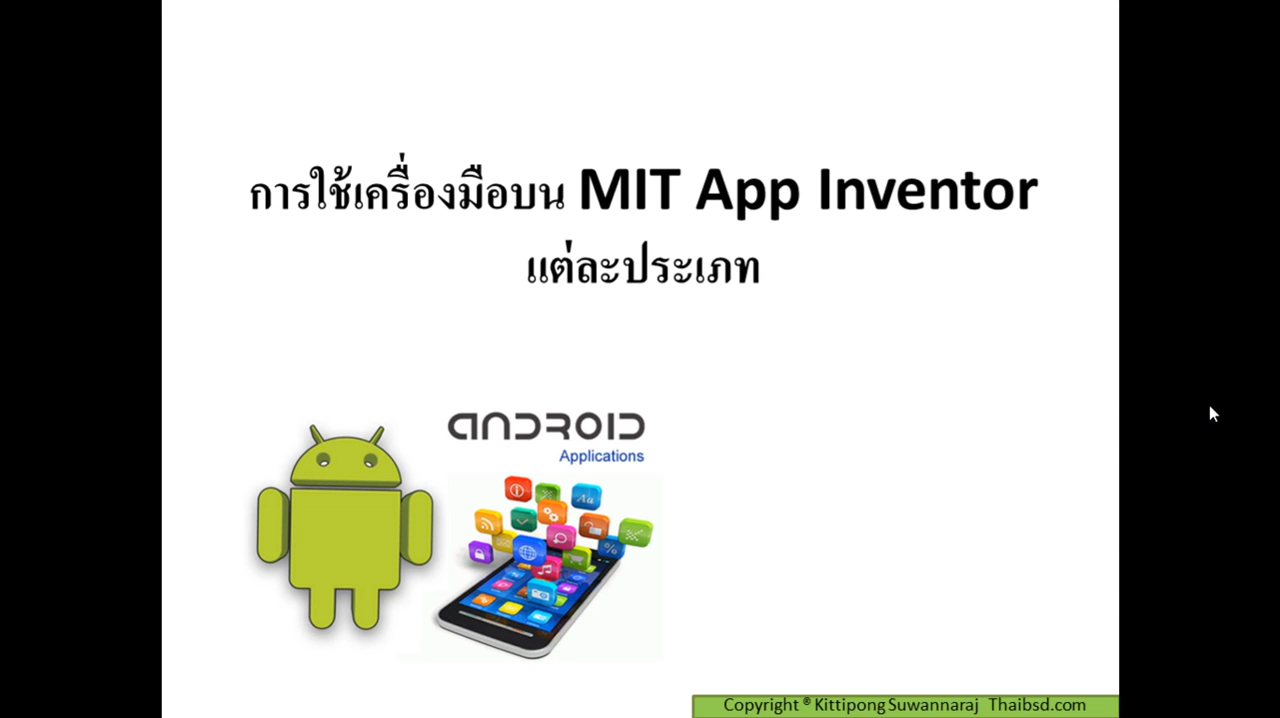 การใช้เครื่องมือบน MIT App Inventor
แต่ละประเภท
ANDROID
Applications
Copyright ® Kittipong Suwannaraj Thaibsd.com